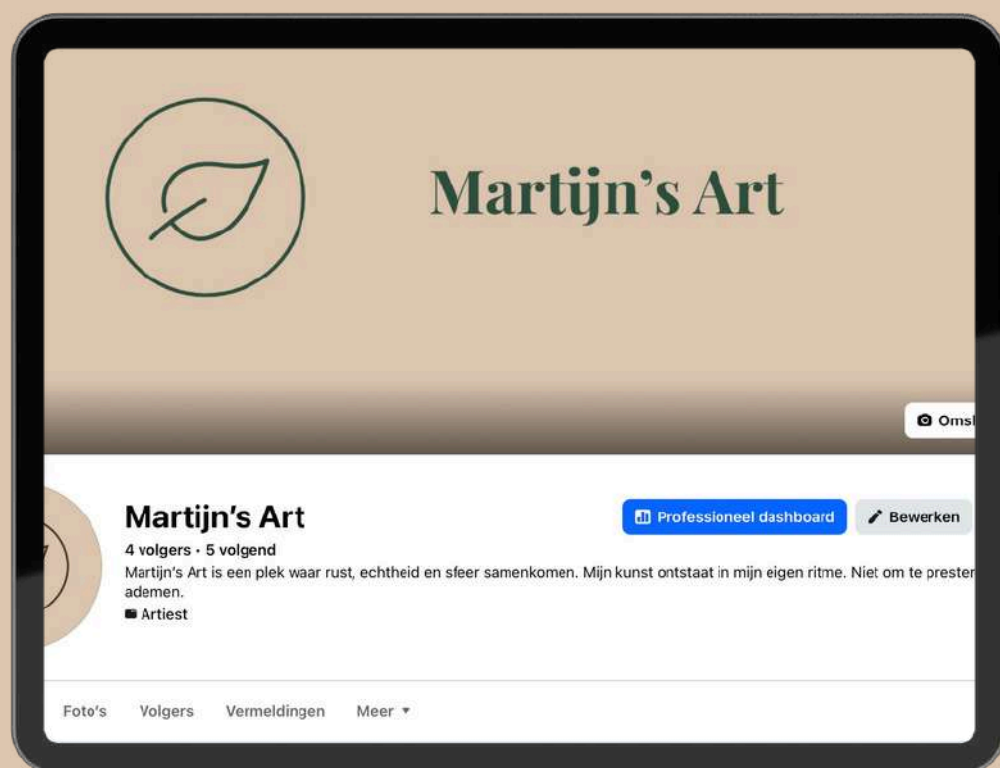 Martijn's Art
Omsl
Martijn's Art
Professioneel dashboard
Bewerken
4 volgers · 5 volgend
Martijn's Art is een plek waar rust, echtheid en sfeer samenkomen. Mijn kunst ontstaat in mijn eigen ritme. Niet om te prester
ademen.
Artiest
Foto's
Volgers
Vermeldingen
Meer